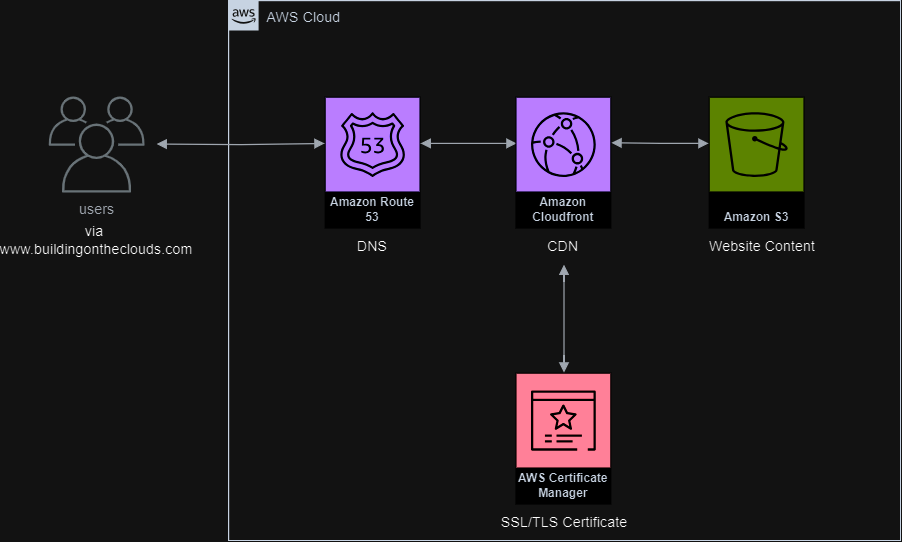 aws
AWS Cloud
users
via
www.buildingontheclouds.com
53
Amazon Route
53
DNS
Amazon
Cloudfront
CDN
Amazon S3
Website Content
AWS Certificate
Manager
SSL/TLS Certificate